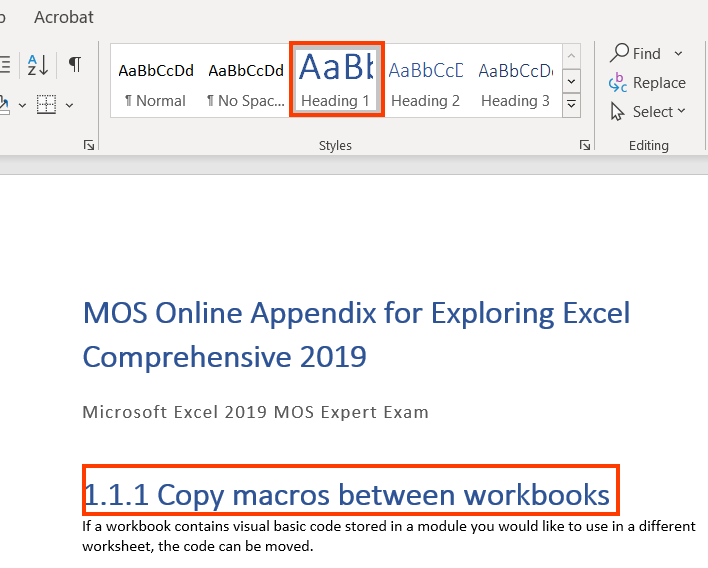 Acrobat
AaBbCcDd AaBbCcDd AaBb AaBbCcD AaBbCcD Find
Replace
¶ Normal ¶ No Spac... Heading 1 Heading 2 Heading 3 Select
Styles Editing
MOS Online Appendix for Exploring Excel
Comprehensive 2019
Microsoft Excel 2019 MOS Expert Exam
1.1.1 Copy macros between workbooks
If a workbook contains visual basic code stored in a module you would like to use in a different
worksheet, the code can be moved.